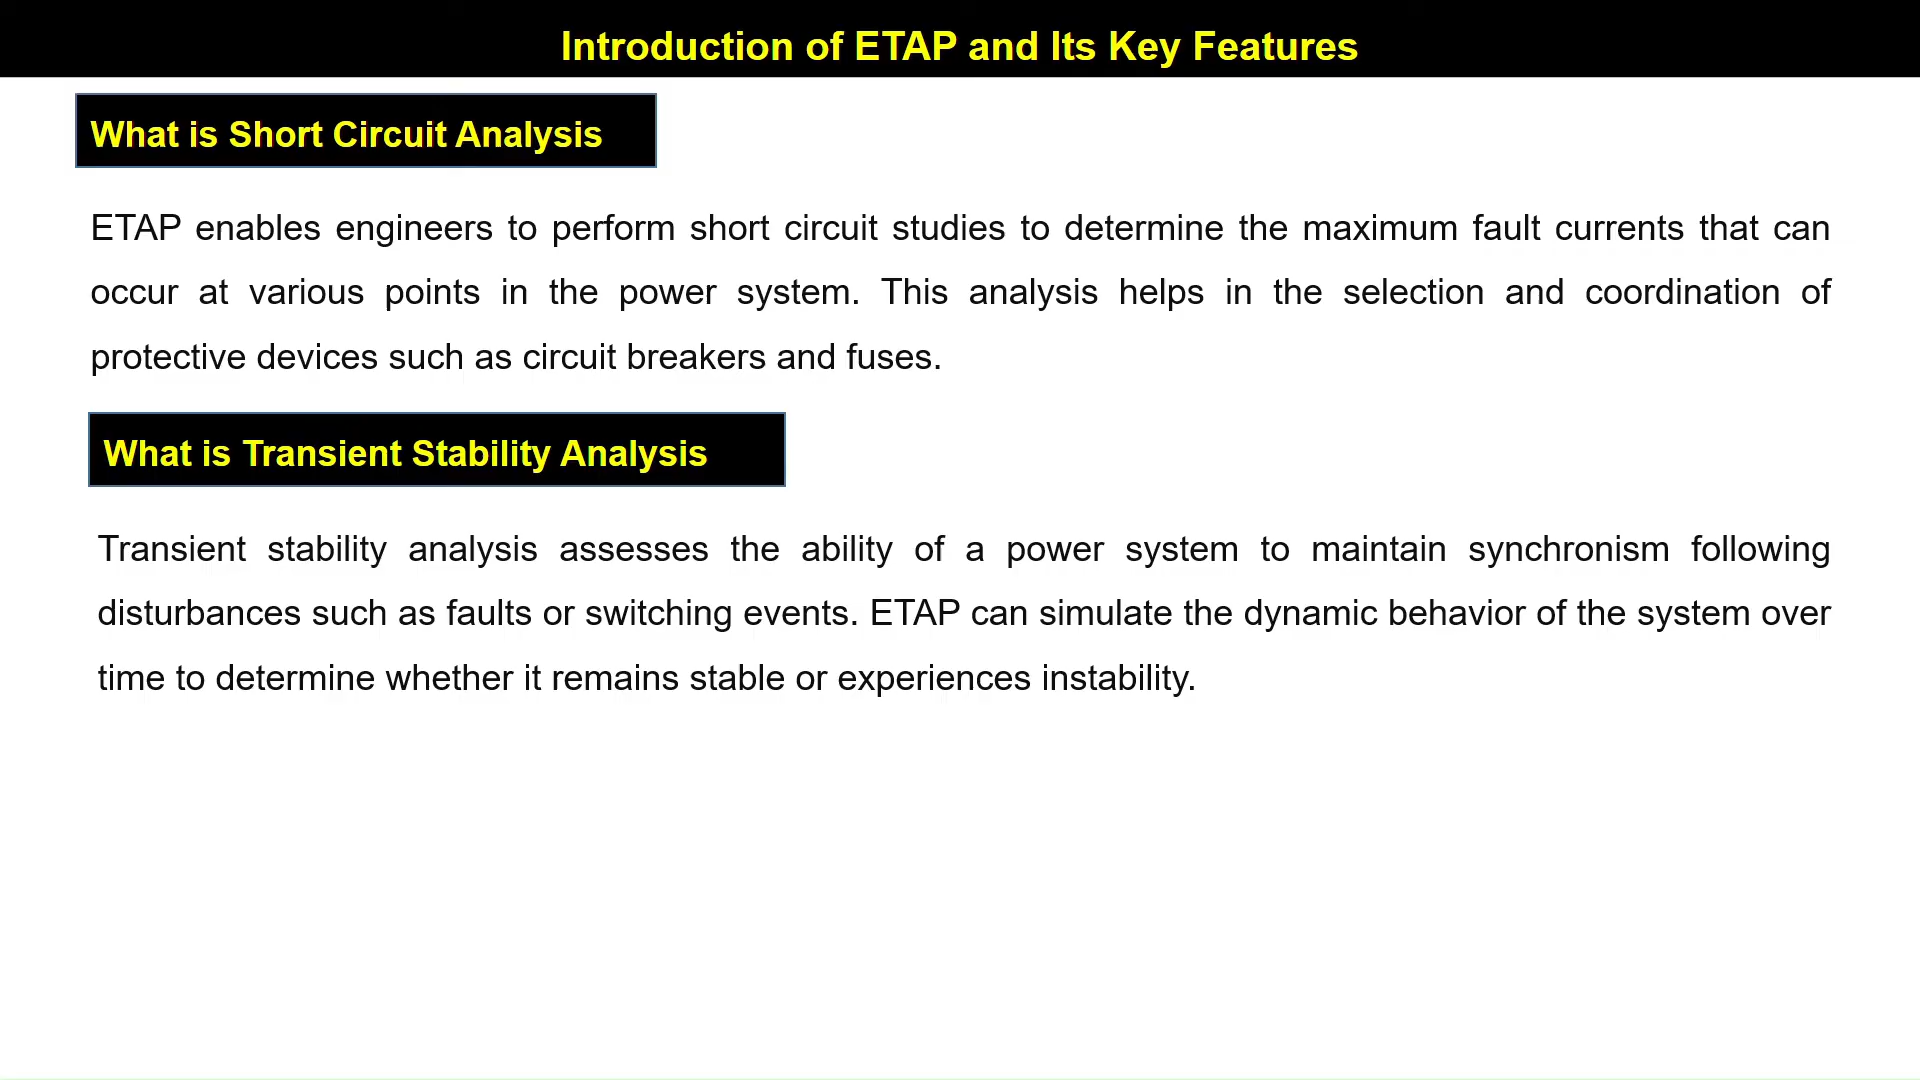 Introduction of ETAP and Its Key Features
What is Short Circuit Analysis
ETAP enables engineers to perform short circuit studies to determine the maximum fault currents that can
occur at various points in the power system. This analysis helps in the selection and coordination of
protective devices such as circuit breakers and fuses.
What is Transient Stability Analysis
Transient stability analysis assesses the ability of a power system to maintain synchronism following
disturbances such as faults or switching events. ETAP can simulate the dynamic behavior of the system over
time to determine whether it remains stable or experiences instability.